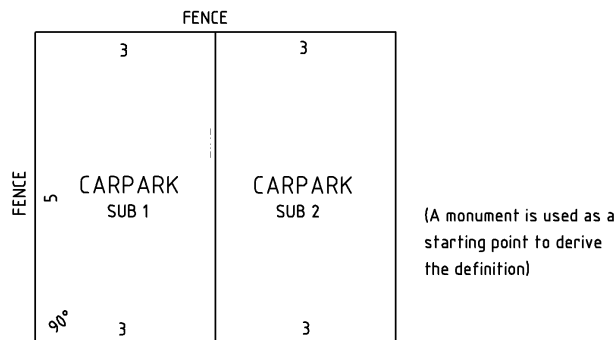 FENCE
3
3
FENCE
5
CARPARK
SUB 1
CARPARK
SUB 2
(A monument is used as a
starting point to derive
the definition)
90°
3
3